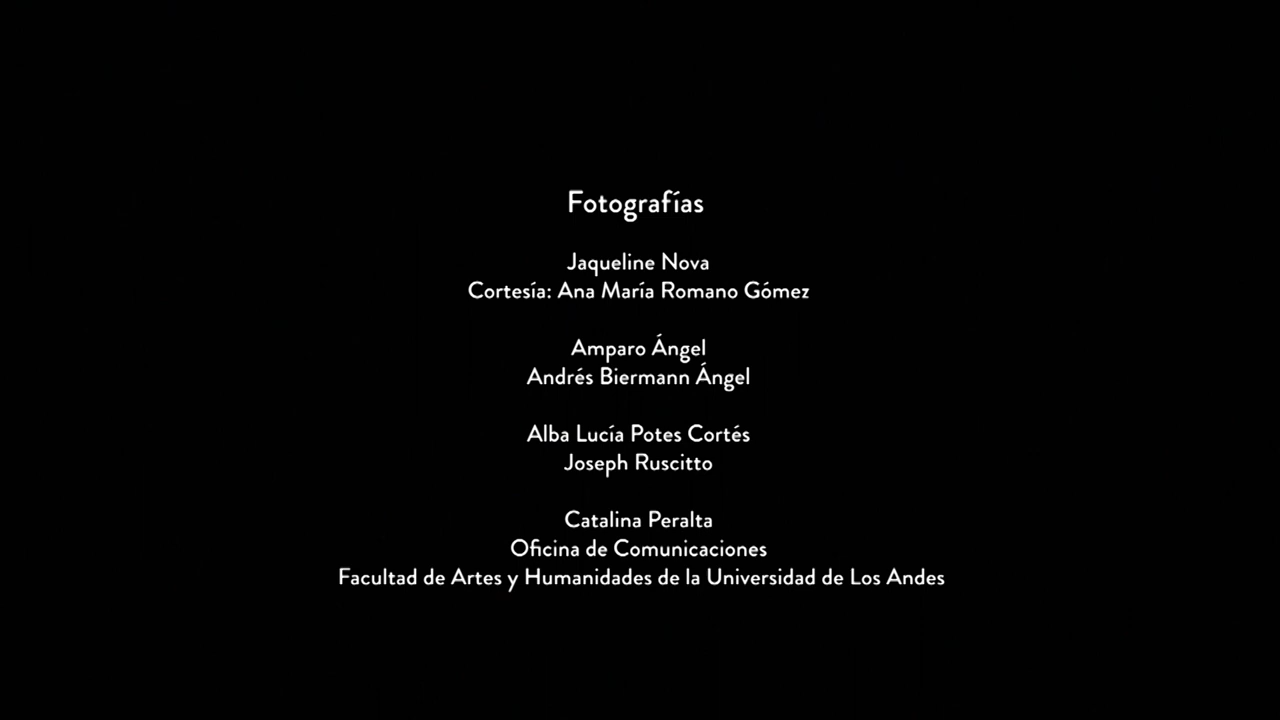 Fotografías
Jaqueline Nova
Cortesía: Ana María Romano Gómez
Amparo Ángel
Andrés Biermann Ángel
Alba Lucía Potes Cortés
Joseph Ruscitto
Catalina Peralta
Oficina de Comunicaciones
Facultad de Artes y Humanidades de la Universidad de Los Andes